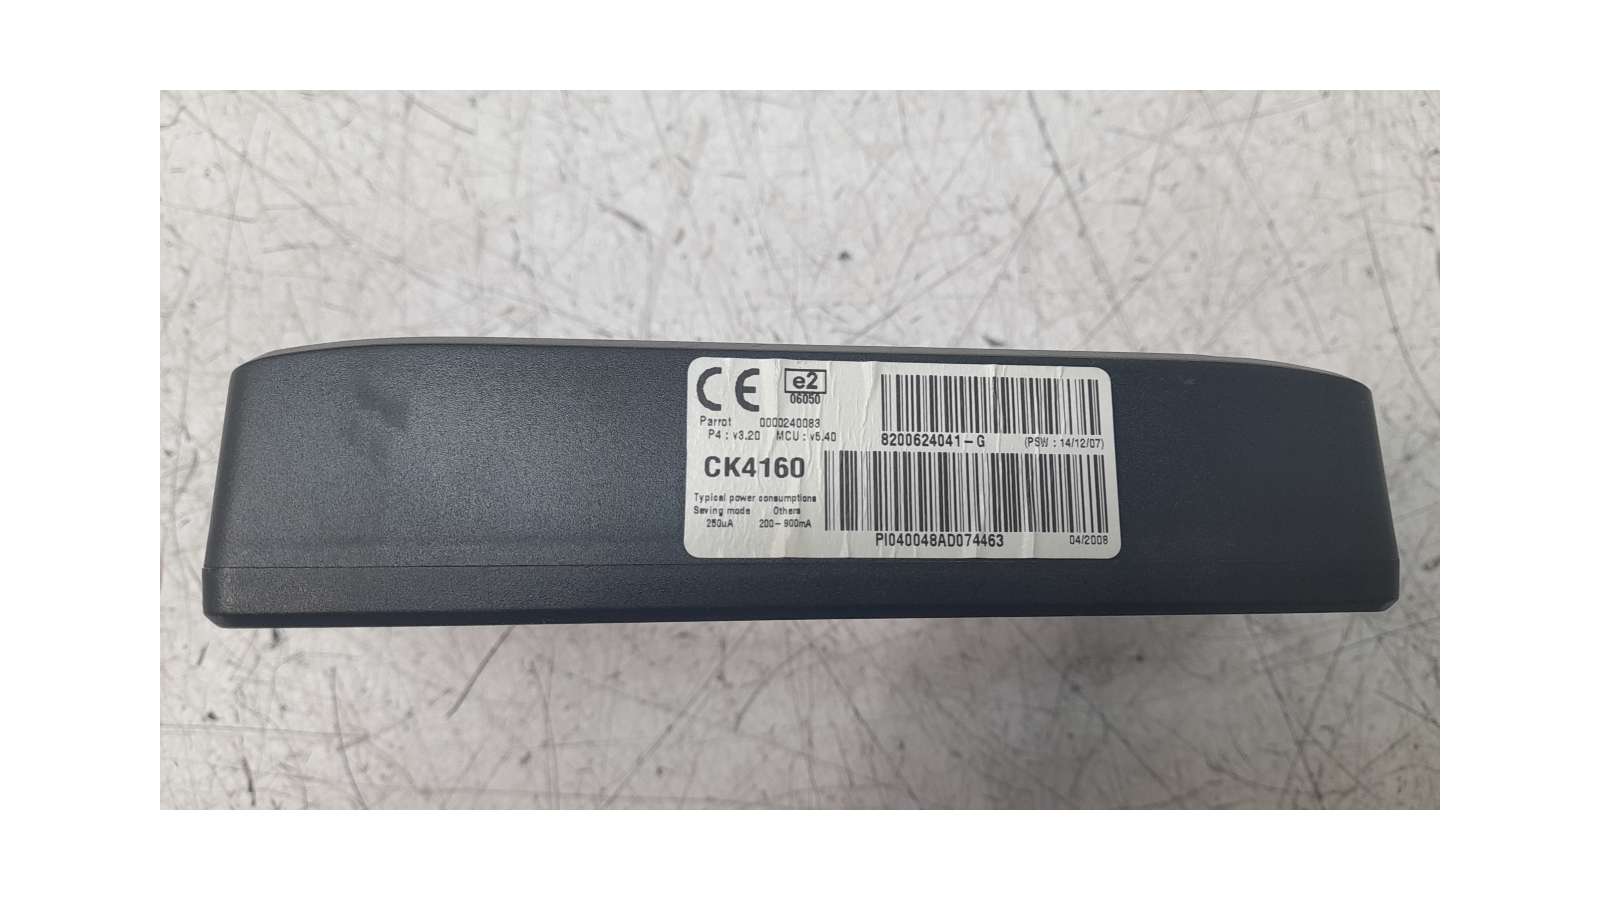 CE e2
06050
Parrot 0000240083
P4 : v3.20 MCU : v5.40
8200624041-G (PSW : 14/12/07)
CK4160
Typical power consumptions
Saving mode Others
250uA 200-900mA
PI040048AD074463 04/2008